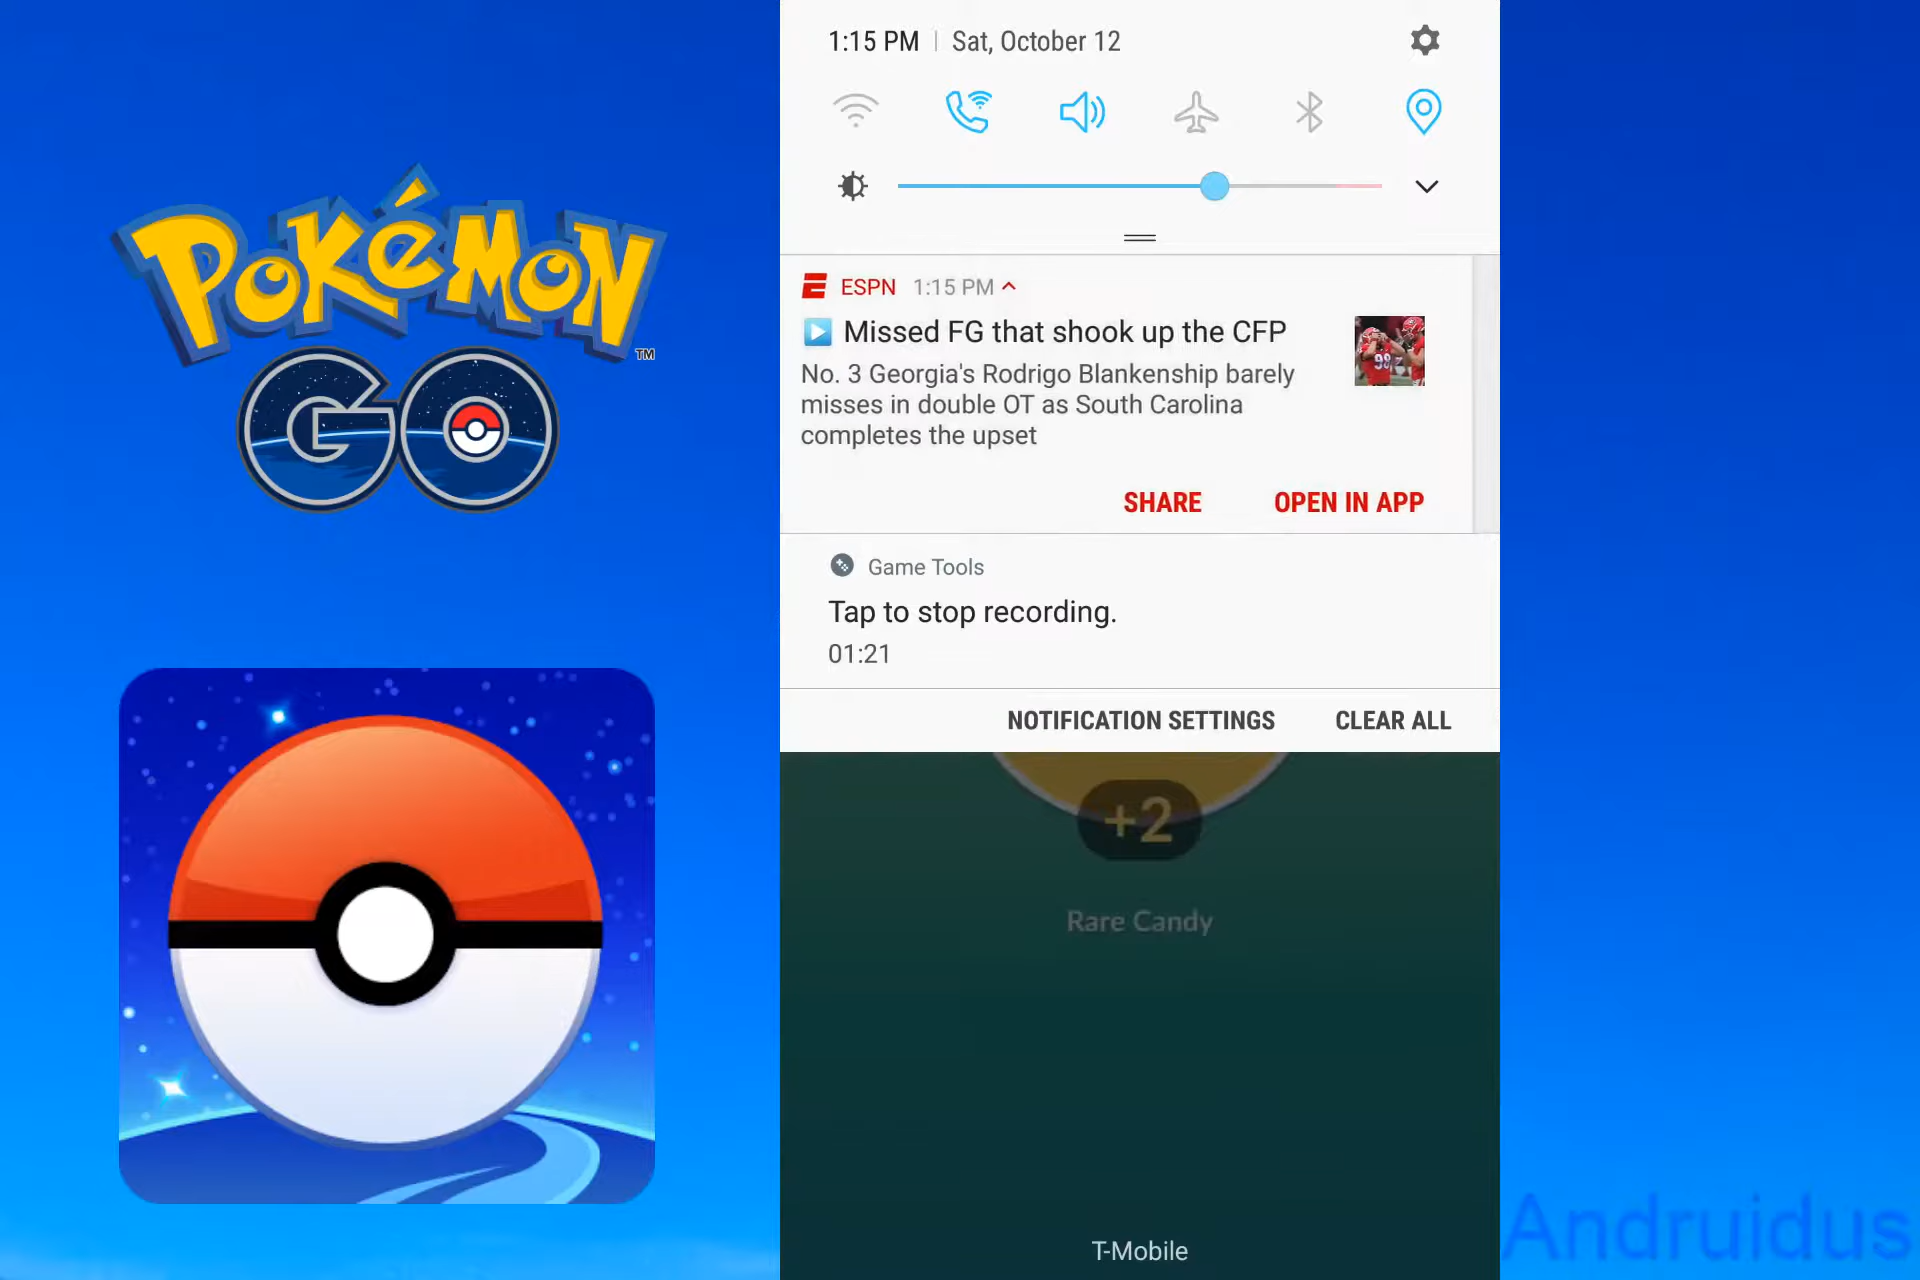 POKéMON
TM
GO
1:15 PM | Sat, October 12
ESPN 1:15 PM
Missed FG that shook up the CFP
No. 3 Georgia's Rodrigo Blankenship barely
misses in double OT as South Carolina
completes the upset
98
SHARE OPEN IN APP
Game Tools
Tap to stop recording.
01:21
NOTIFICATION SETTINGS CLEAR ALL
+2
Rare Candy
T-Mobile
Andruidus